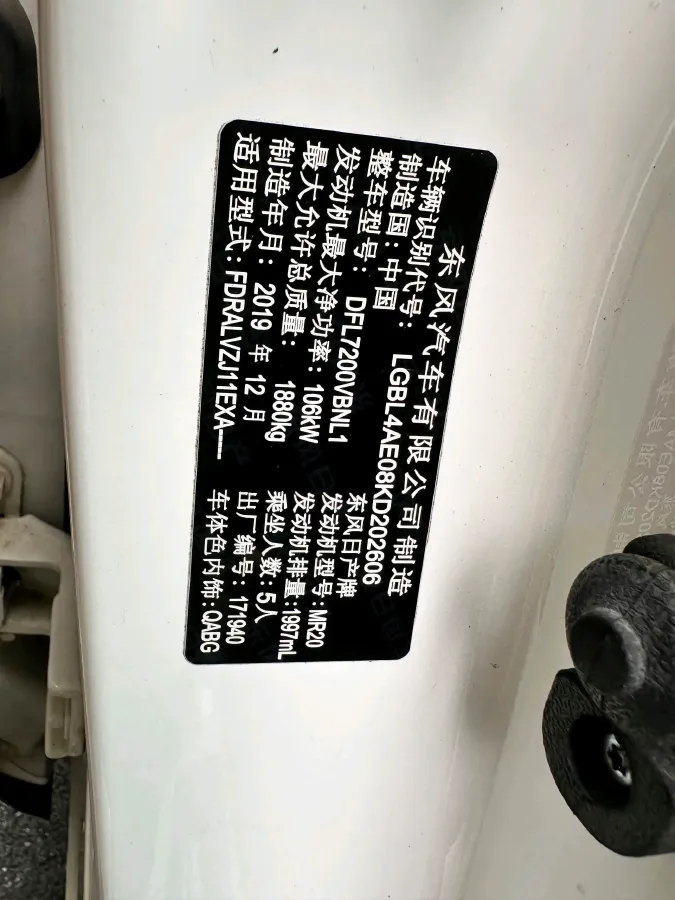 东风汽车有限公司制造
车辆识别代号: LGBL4AE08KD202606
制造国: 中国 东风日产牌
整车型号: DFL7200VBNL1 发动机型号: MR20
发动机最大净功率: 106kW 发动机排量: 1997mL
最大允许总质量: 1880kg 乘坐人数: 5人
制造年月: 2019 年 12 月 出厂编号: 171940
适用型式: FDRALVZJ11EXA---- 车体色内饰: QABG